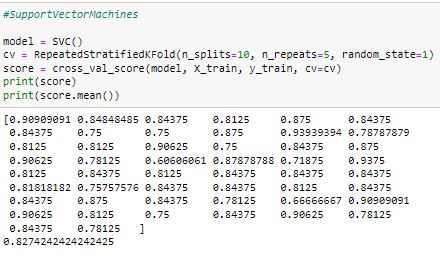 #SupportVectorMachines
model = SVC()
cv = RepeatedStratifiedKFold(n_splits=10, n_repeats=5, random_state=1)
score = cross_val_score(model, X_train, y_train, cv=cv)
print(score)
print(score.mean())
[0.90909091 0.84848485 0.84375 0.8125 0.875 0.84375
0.84375 0.75 0.75 0.875 0.93939394 0.78787879
0.8125 0.8125 0.90625 0.75 0.84375 0.875
0.90625 0.78125 0.60606061 0.87878788 0.71875 0.9375
0.8125 0.84375 0.8125 0.84375 0.84375 0.84375
0.81818182 0.75757576 0.84375 0.84375 0.8125 0.84375
0.84375 0.875 0.84375 0.78125 0.66666667 0.90909091
0.90625 0.8125 0.75 0.84375 0.90625 0.78125
0.84375 0.78125 ]
0.8274242424242425